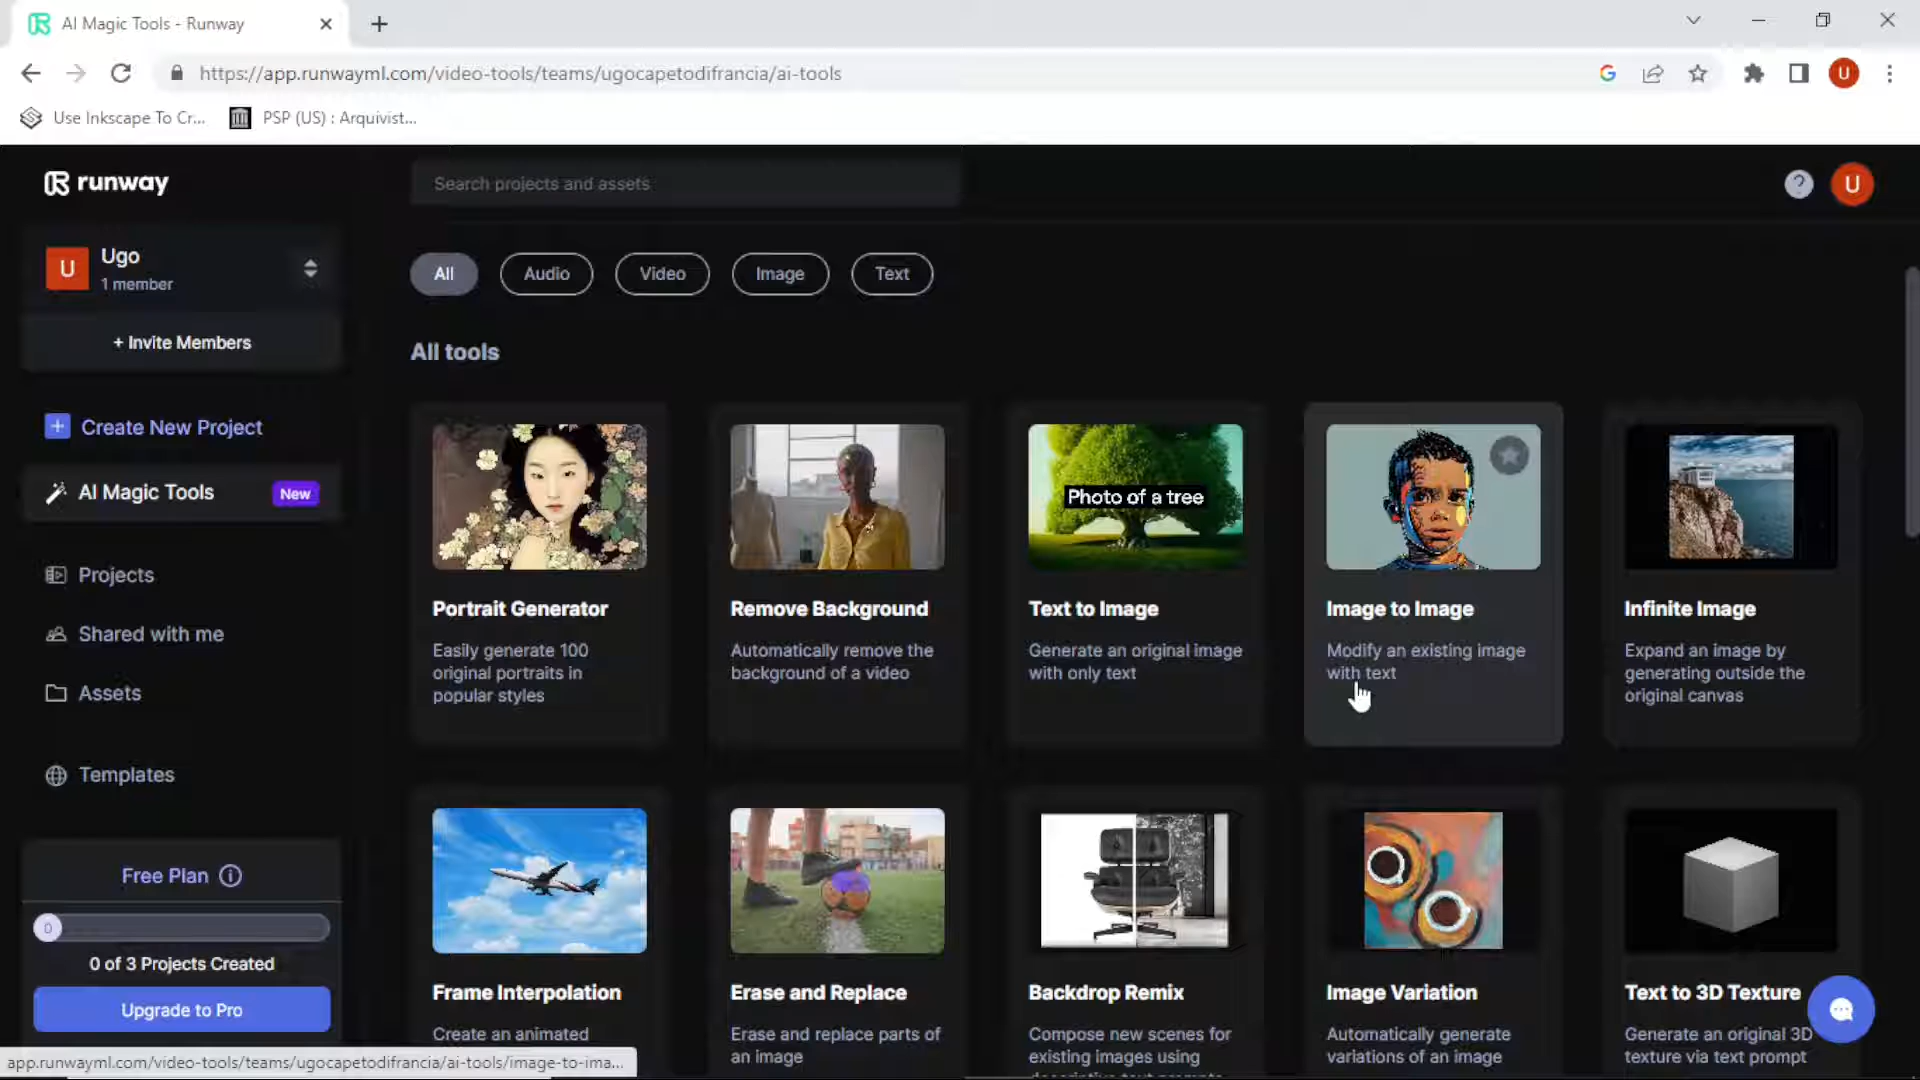 AI Magic Tools - Runway
https://app.runwayml.com/video-tools/teams/ugocapetodifrancia/ai-tools
U
Use Inkscape To Cr...
PSP (US) : Arquivist...
runway
Search projects and assets
?
U
U
Ugo
1 member
+ Invite Members
+ Create New Project
AI Magic Tools
New
Projects
Shared with me
Assets
Templates
Free Plan
0
0 of 3 Projects Created
Upgrade to Pro
All
Audio
Video
Image
Text
All tools
Portrait Generator
Easily generate 100
original portraits in
popular styles
Remove Background
Automatically remove the
background of a video
Photo of a tree
Text to Image
Generate an original image
with only text
Image to Image
Modify an existing image
with text
Infinite Image
Expand an image by
generating outside the
original canvas
Frame Interpolation
Create an animated
Erase and Replace
Erase and replace parts of
an image
Backdrop Remix
Compose new scenes for
existing images using
descriptive text prompts
Image Variation
Automatically generate
variations of an image
Text to 3D Texture
Generate an original 3D
texture via text prompt
app.runwayml.com/video-tools/teams/ugocapetodifrancia/ai-tools/image-to-ima...